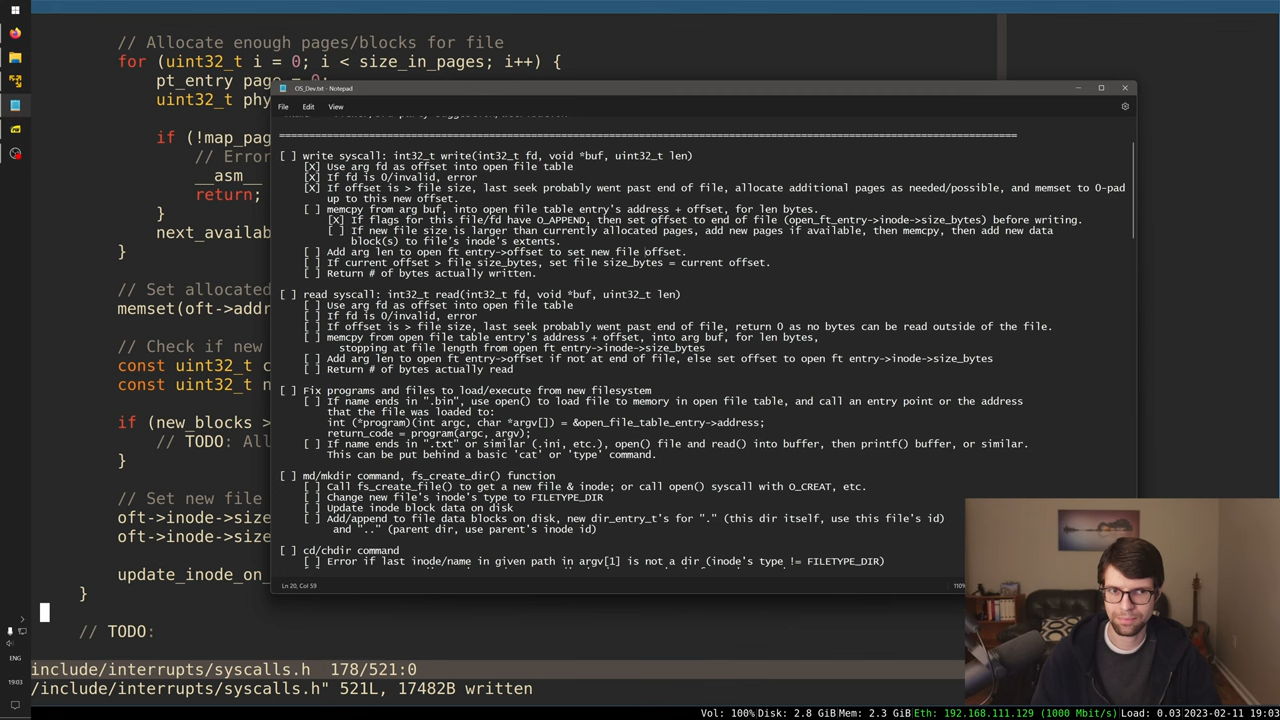 // Allocate enough pages/blocks for file
for (uint32_t i = 0; i < size_in_pages; i++) {
pt_entry page = 0;
uint32_t phy
if (!map_pag
// Error
__asm__
return;
}
next_availab
}
// Set allocated
memset(oft->addr
// Check if new
const uint32_t
const uint32_t n
if (new_blocks >
// TODO: All
}
// Set new file
oft->inode->size
oft->inode->size
update_inode_on_
}
// TODO:
include/interrupts/syscalls.h 178/521:0
/include/interrupts/syscalls.h" 521L, 17482B written
OS_Dev.txt - Notepad
File Edit View
[ ] write syscall: int32_t write(int32_t fd, void *buf, uint32_t len)
[X] Use arg fd as offset into open file table
[X] If fd is 0/invalid, error
[X] If offset is > file size, last seek probably went past end of file, allocate additional pages as needed/possible, and memset to 0-pad
up to this new offset.
[ ] memcpy from arg buf, into open file table entry's address + offset, for len bytes.
[X] If flags for this file/fd have O_APPEND, then set offset to end of file (open_ft_entry->inode->size_bytes) before writing.
[ ] If new file size is larger than currently allocated pages, add new pages if available, then memcpy, then add new data
block(s) to file's inode's extents.
[ ] Add arg len to open ft entry->offset to set new file offset.
[ ] If current offset > file size_bytes, set file size_bytes = current offset.
[ ] Return # of bytes actually written.
[ ] read syscall: int32_t read(int32_t fd, void *buf, uint32_t len)
[ ] Use arg fd as offset into open file table
[ ] If fd is 0/invalid, error
[ ] If offset is > file size, last seek probably went past end of file, return 0 as no bytes can be read outside of the file.
[ ] memcpy from open file table entry's address + offset, into arg buf, for len bytes,
stopping at file length from open ft entry->inode->size_bytes
[ ] Add arg len to open ft entry->offset if not at end of file, else set offset to open ft entry->inode->size_bytes
[ ] Return # of bytes actually read
[ ] Fix programs and files to load/execute from new filesystem
[ ] If name ends in ".bin", use open() to load file to memory in open file table, and call an entry point or the address
that the file was loaded to:
int (*program)(int argc, char *argv[]) = &open_file_table_entry->address;
return_code = program(argc, argv);
[ ] If name ends in ".txt" or similar (.ini, etc.), open() file and read() into buffer, then printf() buffer, or similar.
This can be put behind a basic 'cat' or 'type' command.
[ ] md/mkdir command, fs_create_dir() function
[ ] Call fs_create_file() to get a new file & inode; or call open() syscall with O_CREAT, etc.
[ ] Change new file's inode's type to FILETYPE_DIR
[ ] Update inode block data on disk
[ ] Add/append to file data blocks on disk, new dir_entry_t's for "." (this dir itself, use this file's id)
and ".." (parent dir, use parent's inode id)
[ ] cd/chdir command
[ ] Error if last inode/name in given path in argv[1] is not a dir (inode's type != FILETYPE_DIR)
Ln 20, Col 59
110%
ENG
19:03
Vol: 100% Disk: 2.8 GiB Mem: 2.3 GiB Eth: 192.168.111.129 (1000 Mbit/s) Load: 0.03 2023-02-11 19:03